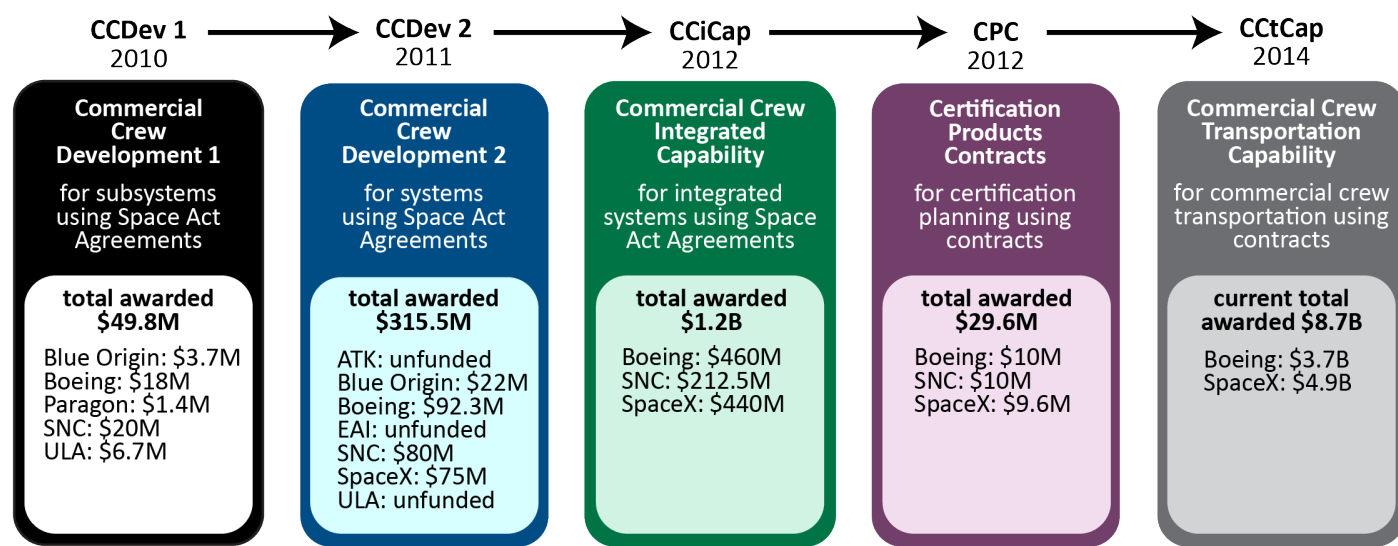 CCDev 1
2010
CCDev 2
2011
CCiCap
2012
CPC
2012
CCtCap
2014
Commercial
Crew
Development 1
for subsystems
using Space Act
Agreements
total awarded
$49.8M
Blue Origin: $3.7M
Boeing: $18M
Paragon: $1.4M
SNC: $20M
ULA: $6.7M
Commercial
Crew
Development 2
for systems
using Space Act
Agreements
total awarded
$315.5M
ATK: unfunded
Blue Origin: $22M
Boeing: $92.3M
EAI: unfunded
SNC: $80M
SpaceX: $75M
ULA: unfunded
Commercial Crew
Integrated
Capability
for integrated
systems using Space
Act Agreements
total awarded
$1.2B
Boeing: $460M
SNC: $212.5M
SpaceX: $440M
Certification
Products
Contracts
for certification
planning using
contracts
total awarded
$29.6M
Boeing: $10M
SNC: $10M
SpaceX: $9.6M
Commercial Crew
Transportation
Capability
for commercial crew
transportation using
contracts
current total
awarded $8.7B
Boeing: $3.7B
SpaceX: $4.9B